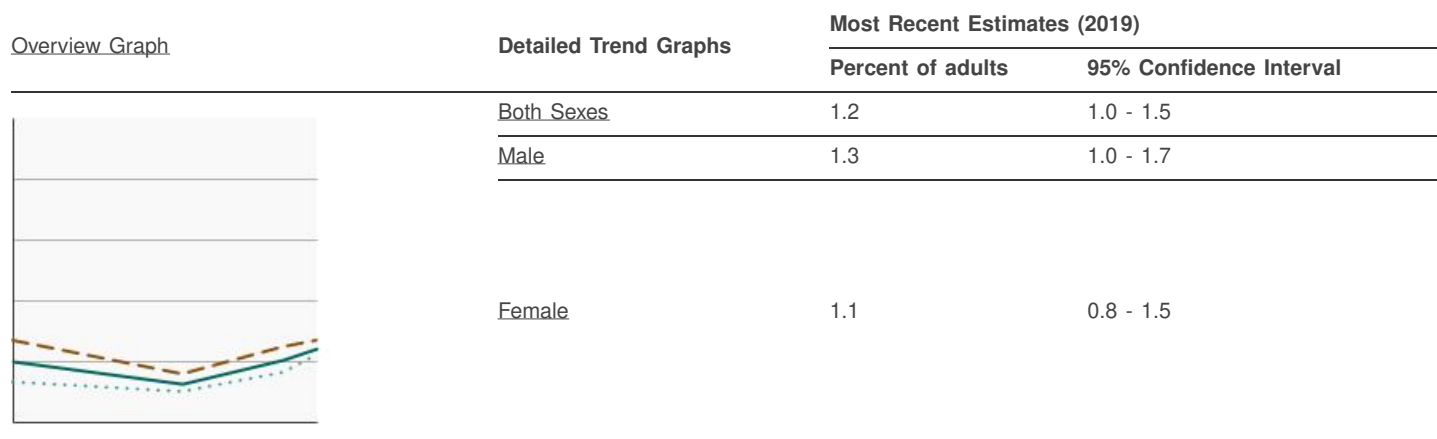 Overview Graph
Detailed Trend Graphs
Most Recent Estimates (2019)
Percent of adults
95% Confidence Interval
Both Sexes 1.2 1.0 - 1.5
Male 1.3 1.0 - 1.7
Female 1.1 0.8 - 1.5